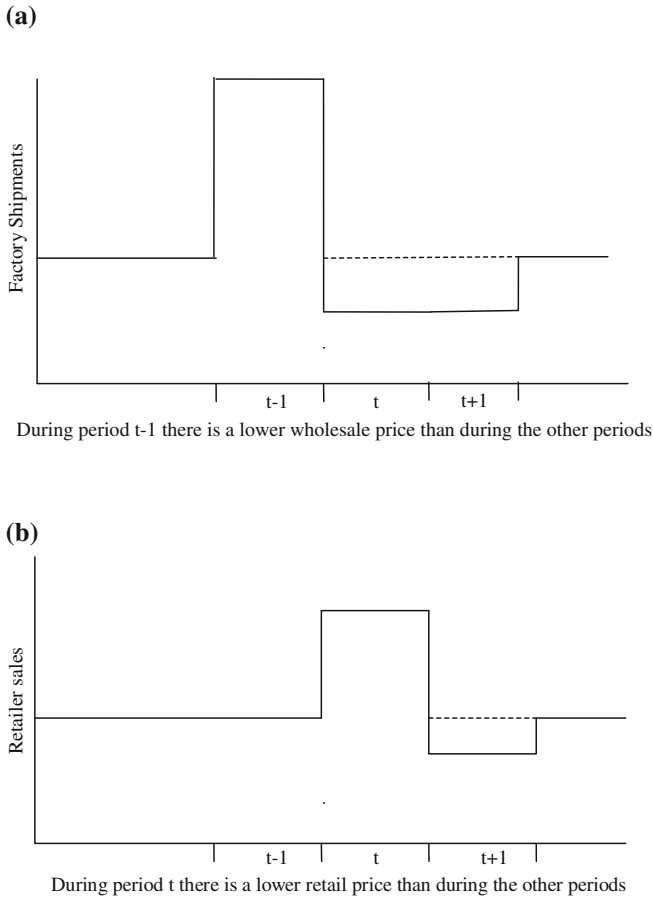 (a)
Factory Shipments
t-1 t t+1
During period t-1 there is a lower wholesale price than during the other periods
(b)
Retailer sales
t-1 t t+1
During period t there is a lower retail price than during the other periods